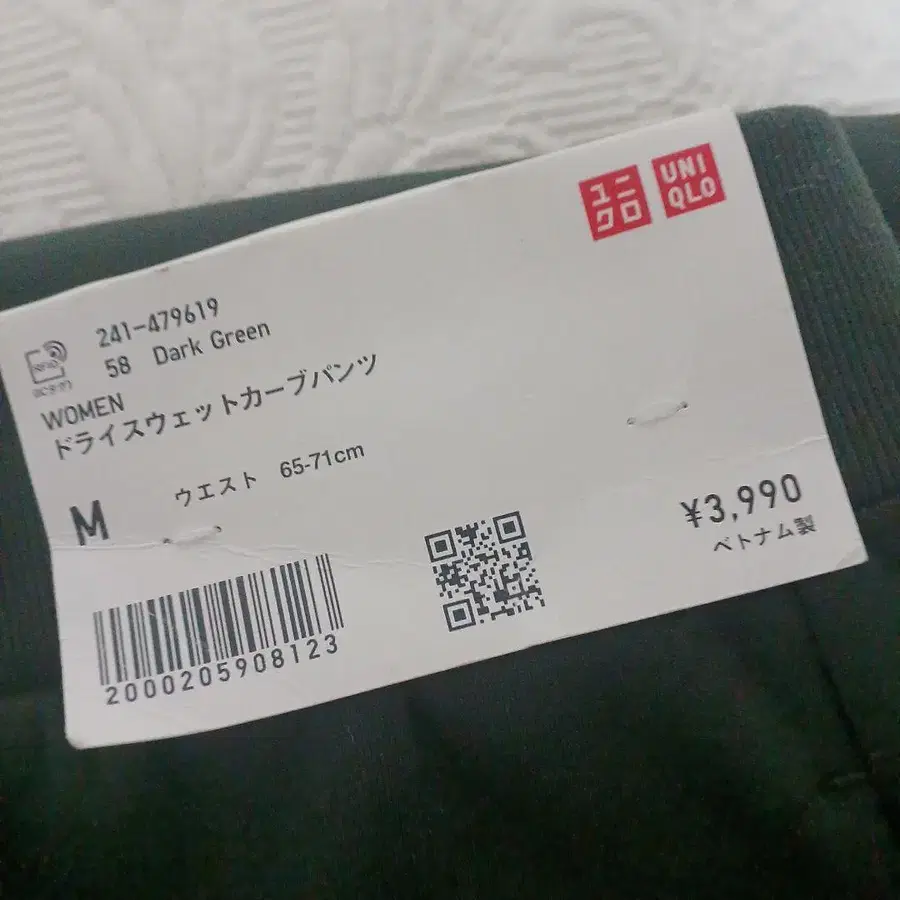 ユニ
クロ
UNI
QLO
241-479619
58 Dark Green
WOMEN
ドライスウェットカーブパンツ
M ウエスト 65-71cm
¥3,990
ベトナム製
2000205908123